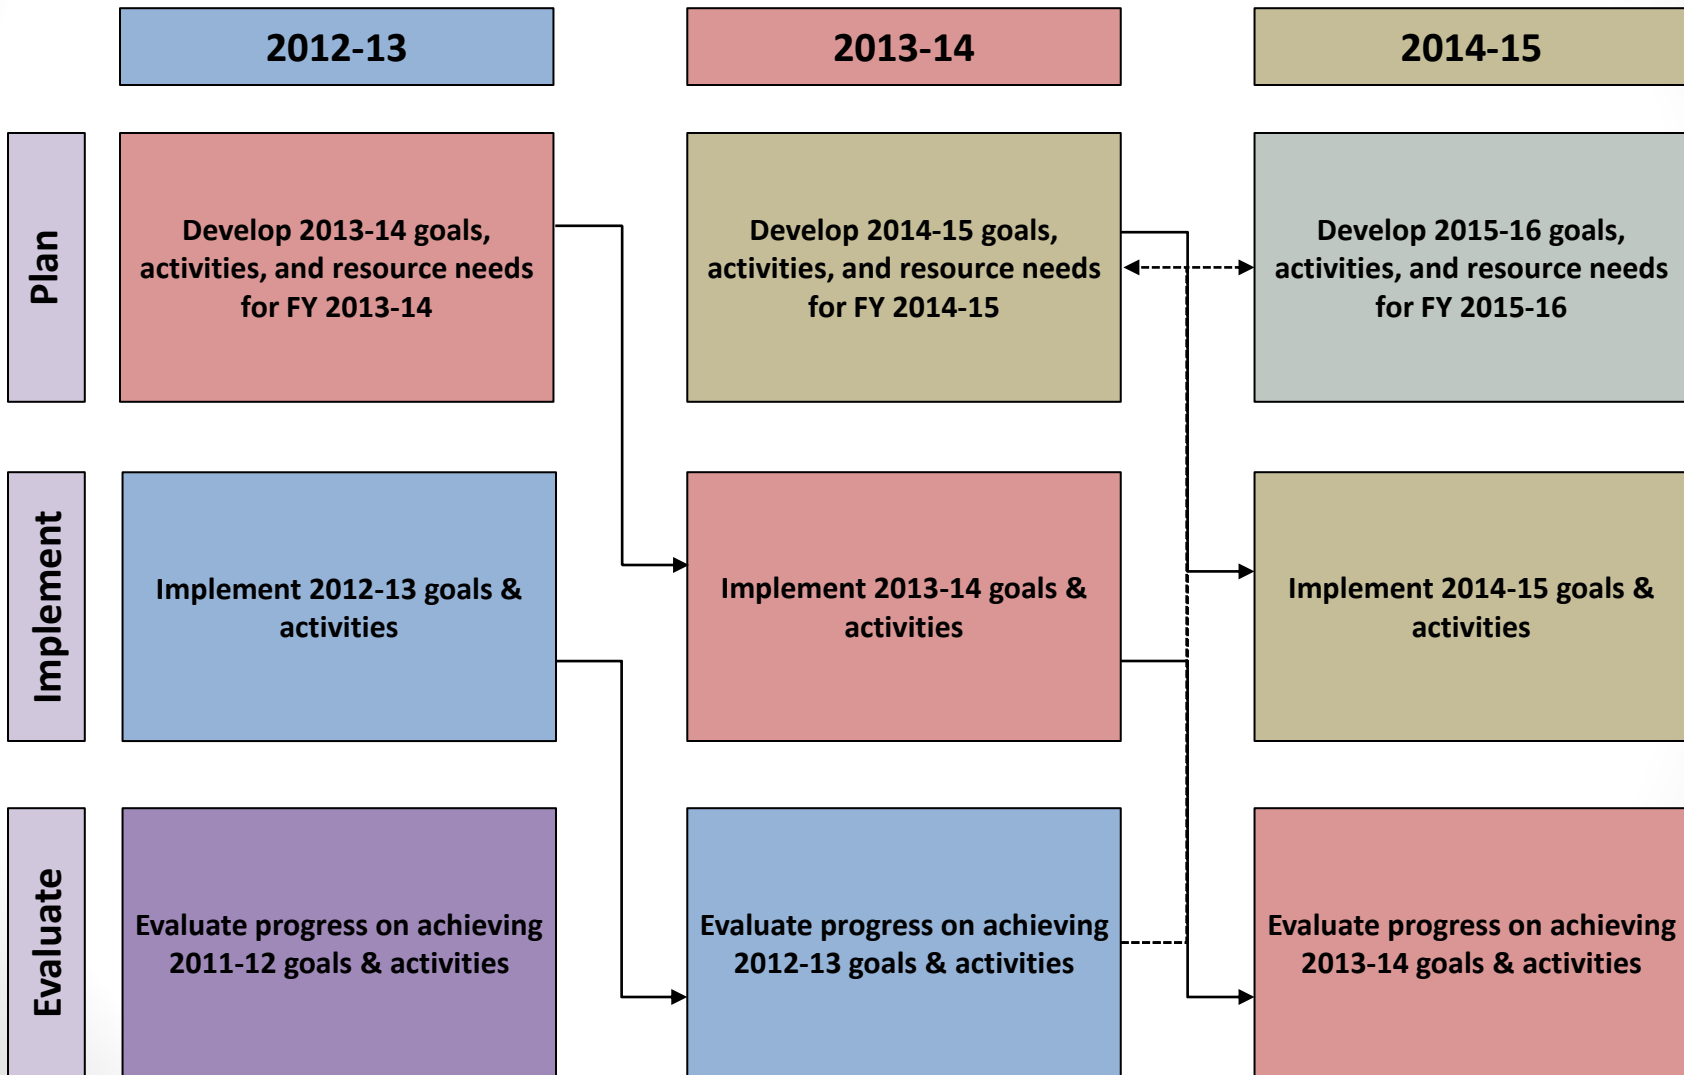 2012-13
2013-14
2014-15
Plan
Develop 2013-14 goals,
activities, and resource needs
for FY 2013-14
Develop 2014-15 goals,
activities, and resource needs
for FY 2014-15
Develop 2015-16 goals,
activities, and resource needs
for FY 2015-16
Implement
Implement 2012-13 goals &
activities
Implement 2013-14 goals &
activities
Implement 2014-15 goals &
activities
Evaluate
Evaluate progress on achieving
2011-12 goals & activities
Evaluate progress on achieving
2012-13 goals & activities
Evaluate progress on achieving
2013-14 goals & activities